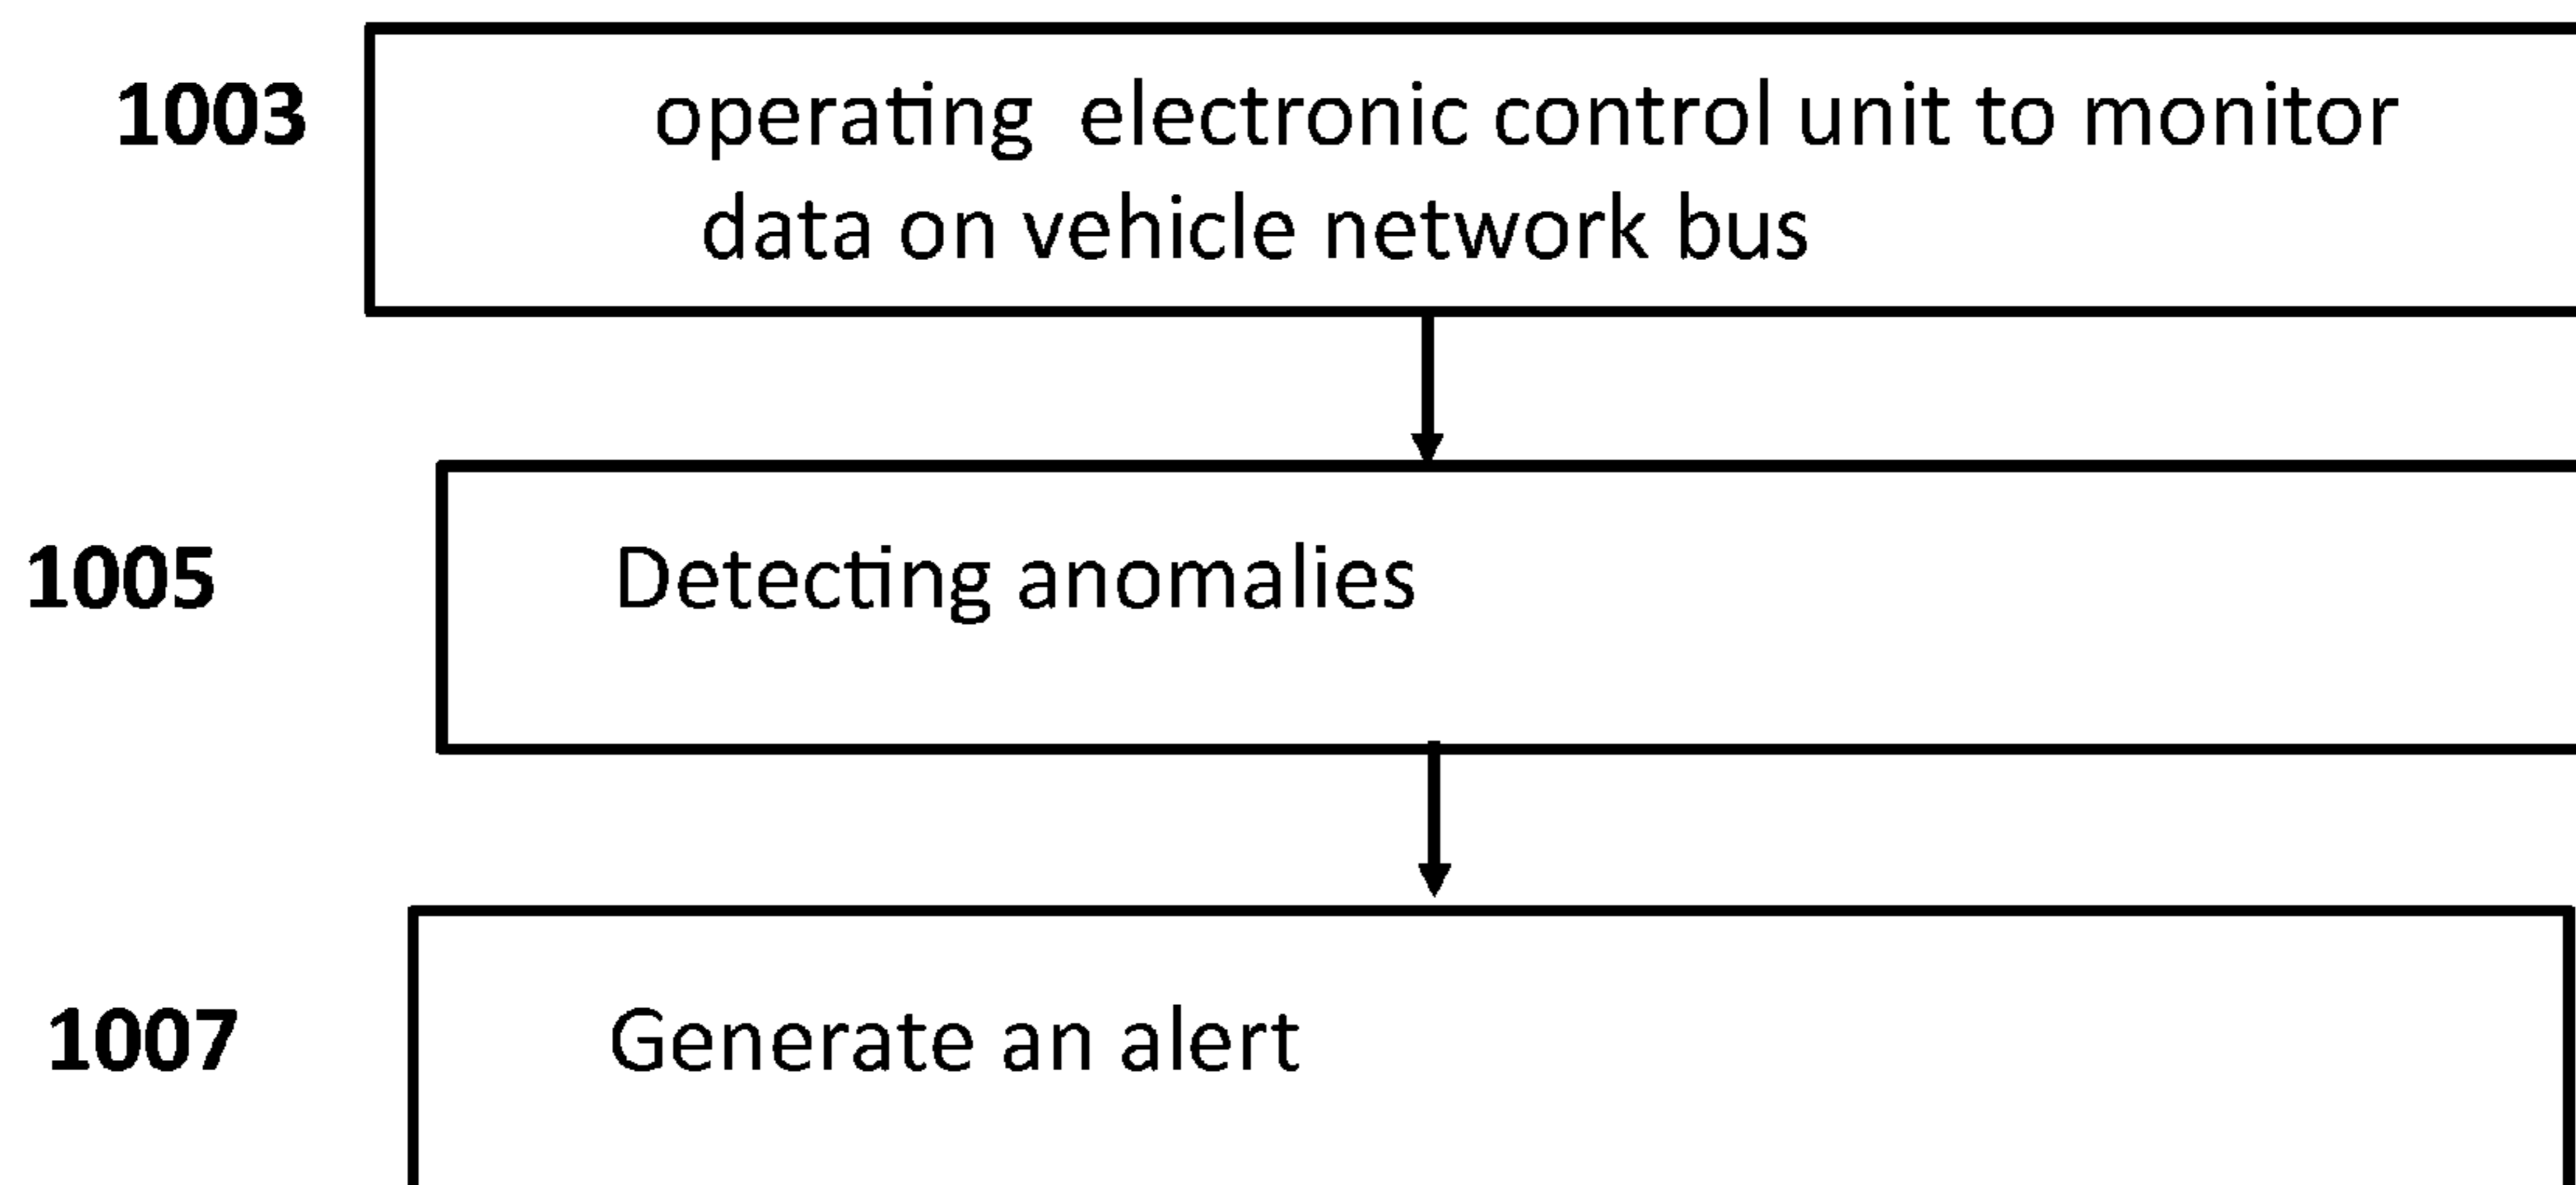 1003 operating electronic control unit to monitor
data on vehicle network bus
1005 Detecting anomalies
1007 Generate an alert